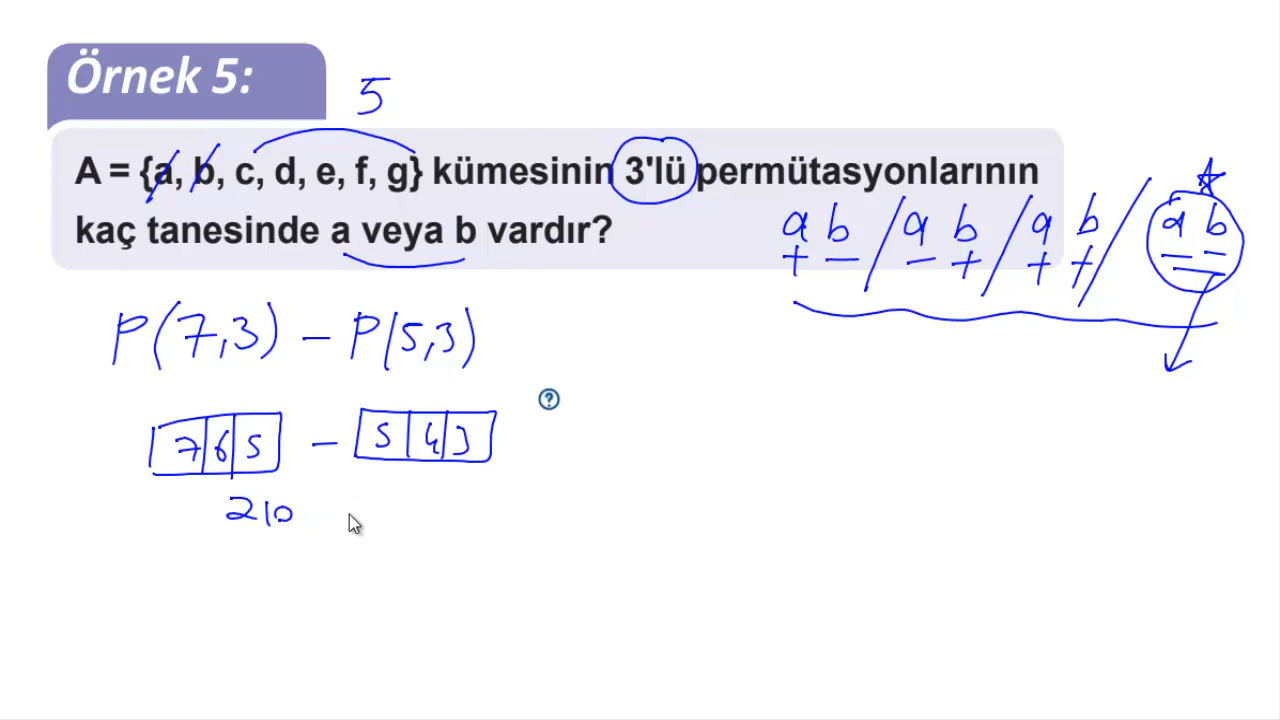 Örnek 5:
5
A = {a, b, c, d, e, f, g} kümesinin 3'lü permütasyonlarının
kaç tanesinde a veya b vardır?
a b / a b / a b / a b
+ − / − + / + + / − −
P(7,3) − P(5,3)
7 6 5 − 5 4 3
210
?